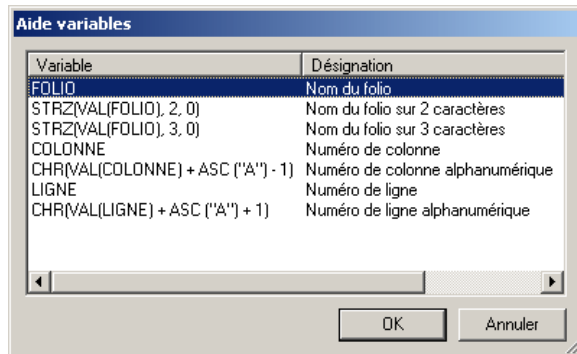 Aide variables
Variable Désignation
FOLIO Nom du folio
STRZ(VAL(FOLIO), 2, 0) Nom du folio sur 2 caractères
STRZ(VAL(FOLIO), 3, 0) Nom du folio sur 3 caractères
COLONNE Numéro de colonne
CHR(VAL(COLONNE) + ASC ("A") - 1) Numéro de colonne alphanumérique
LIGNE Numéro de ligne
CHR(VAL(LIGNE) + ASC ("A") + 1) Numéro de ligne alphanumérique
OK Annuler